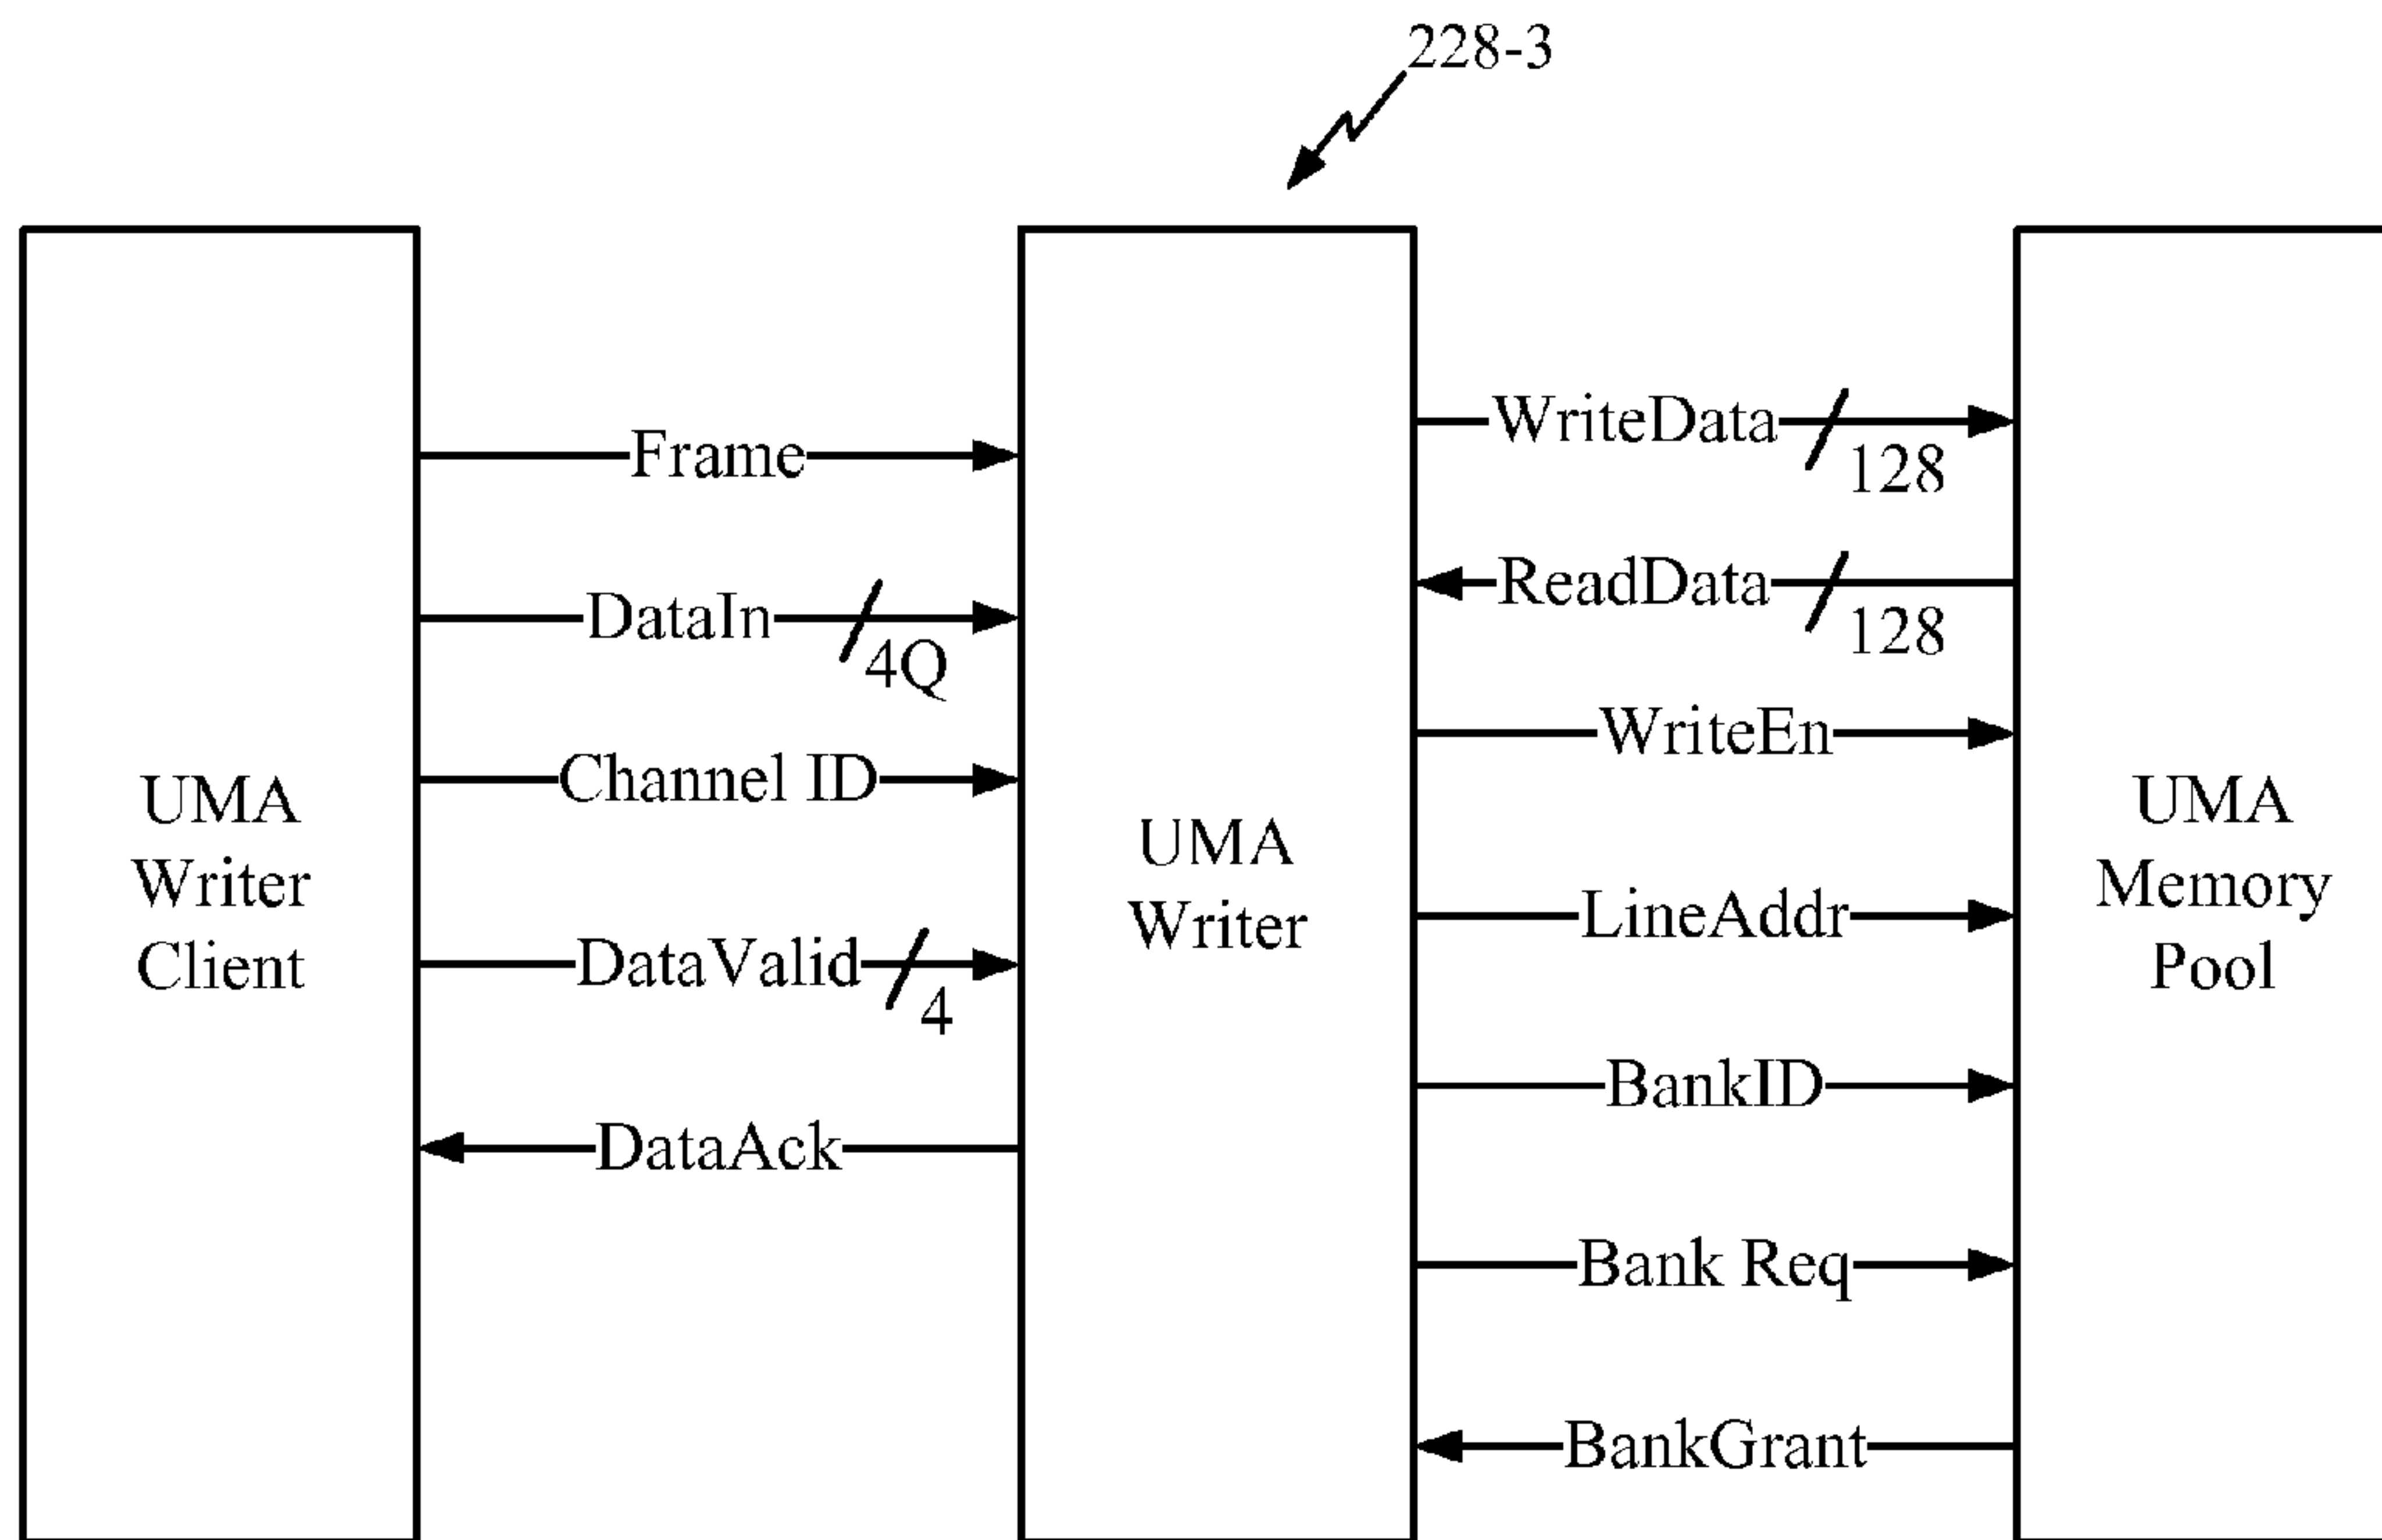 228-3
UMA
Writer
Client
Frame
DataIn
4Q
Channel ID
DataValid
4
DataAck
UMA
Writer
WriteData
128
ReadData
128
WriteEn
LineAddr
BankID
Bank Req
BankGrant
UMA
Memory
Pool